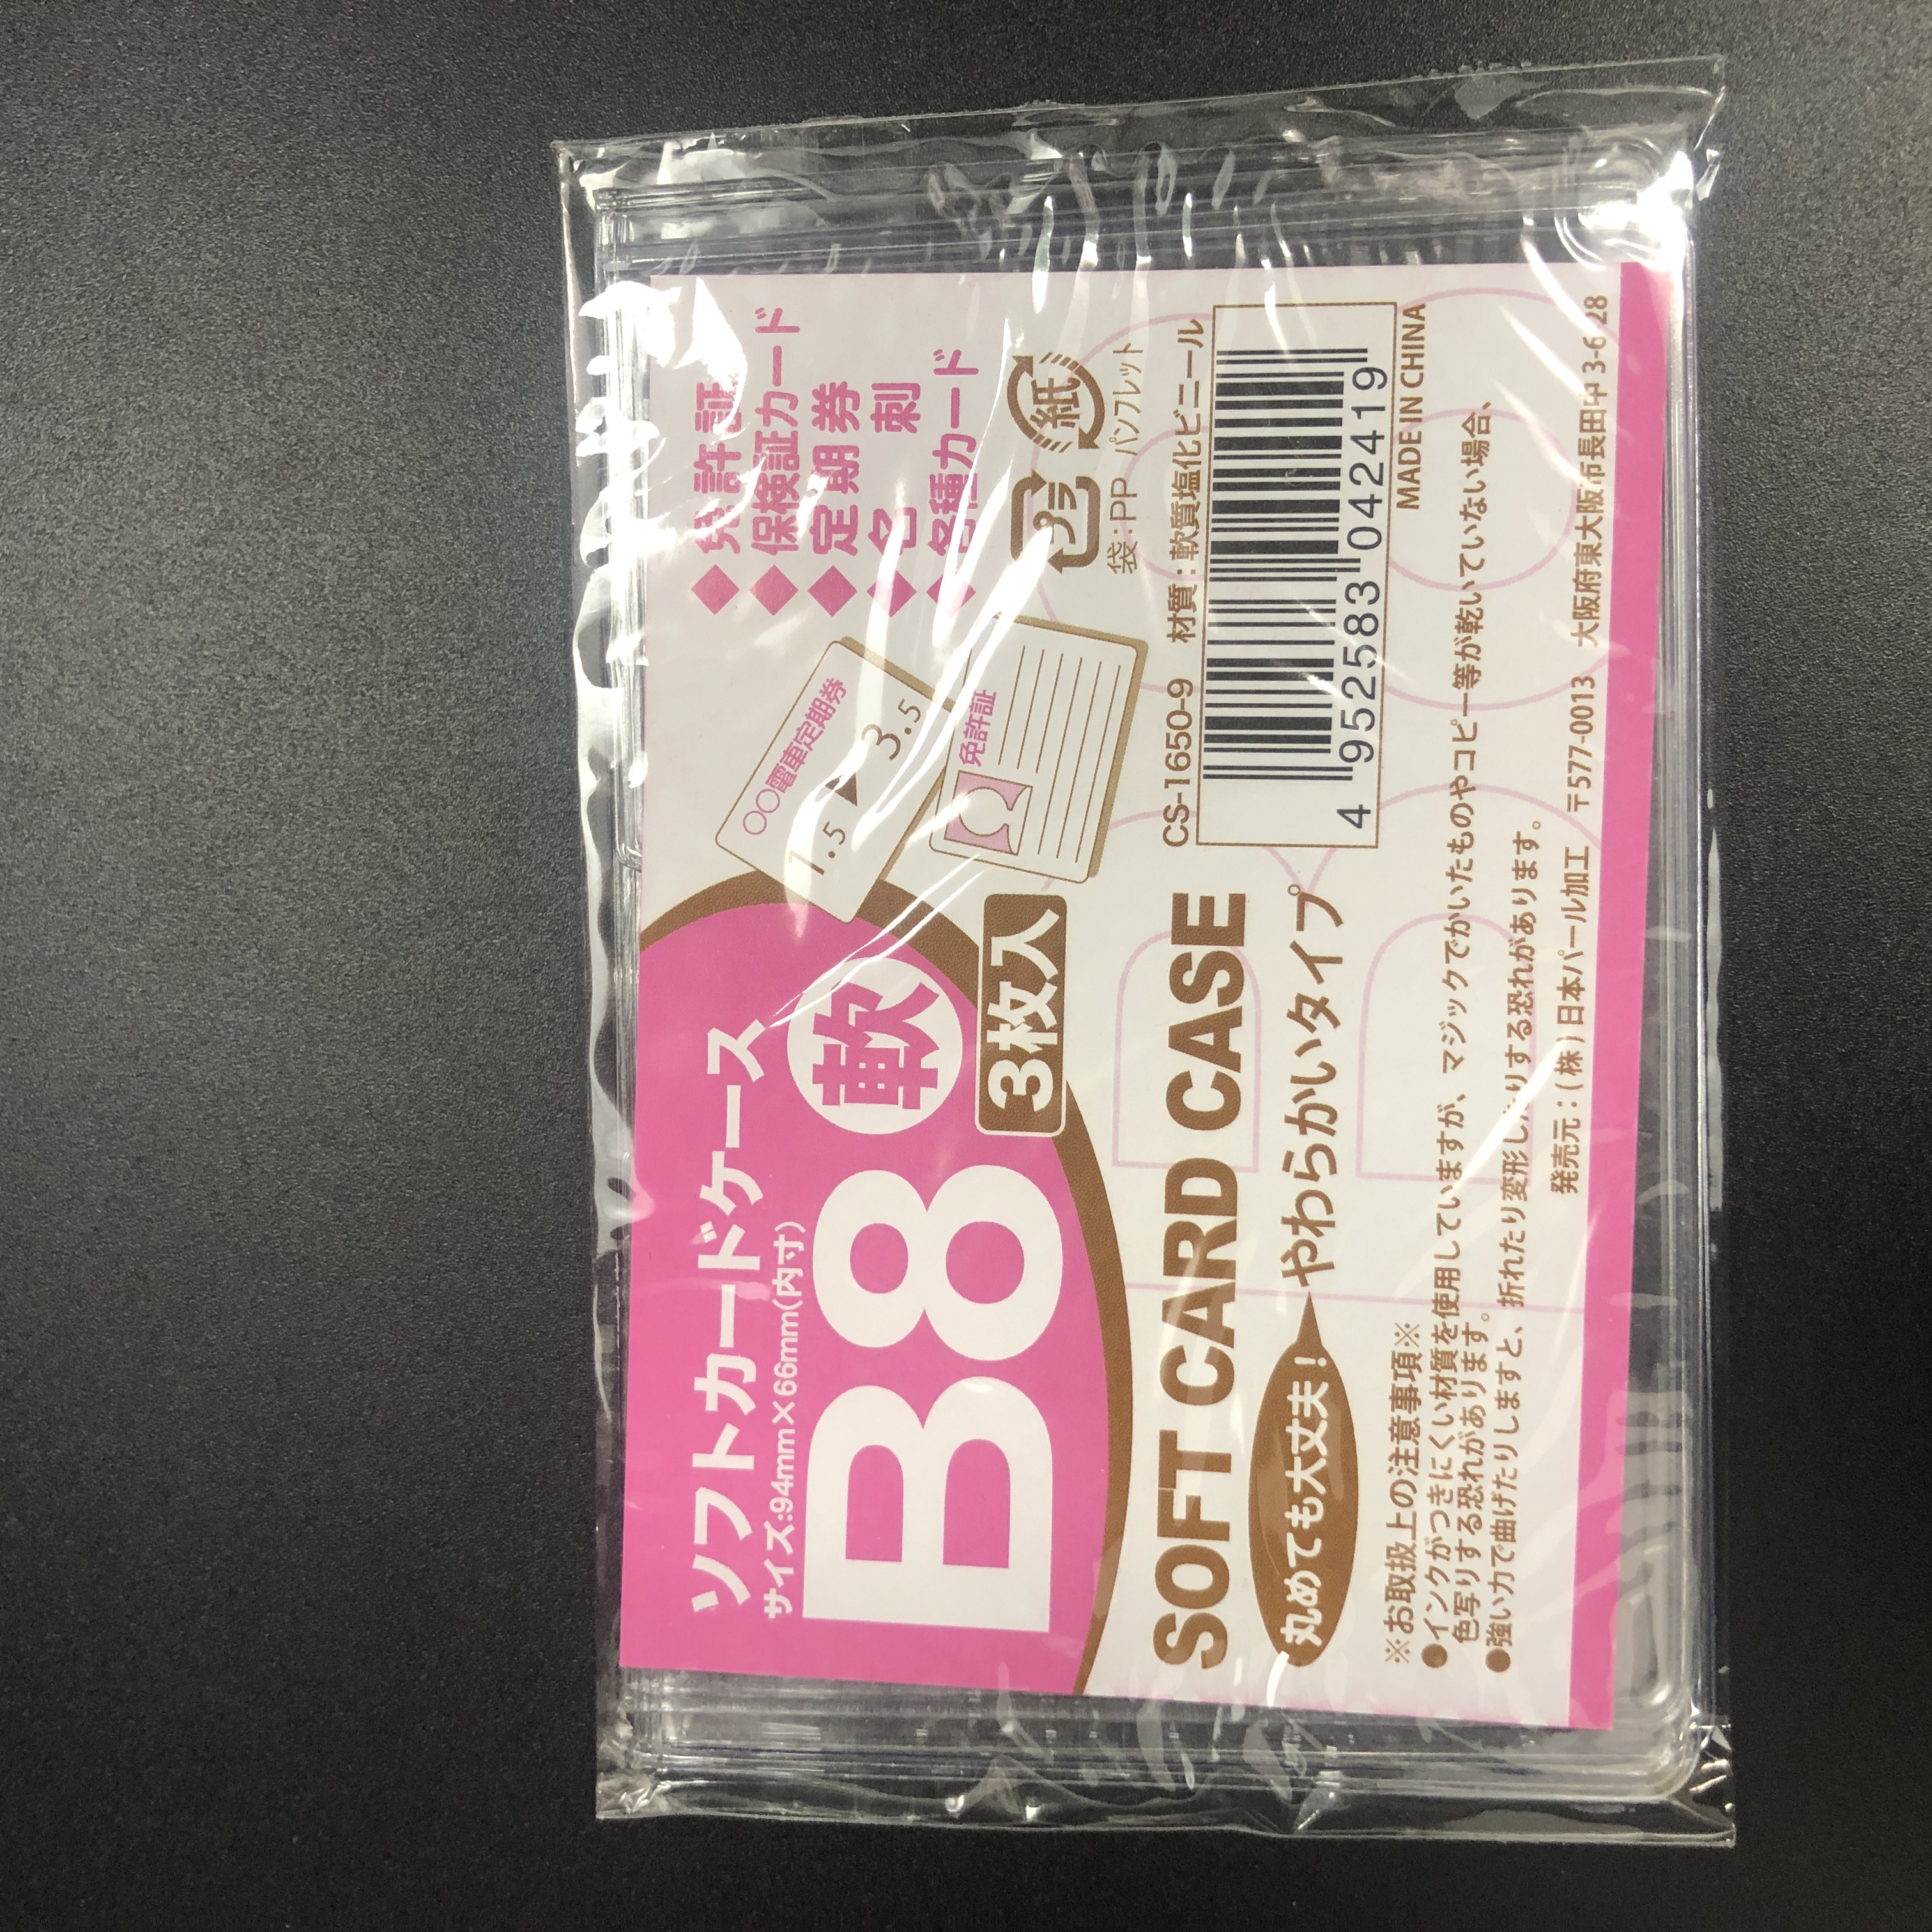 ソフトカードケース
サイズ:94mm×66mm(内寸)
B8
軟
3枚入
SOFT CARD CASE
丸めても大丈夫!
やわらかいタイプ
◆免許証
◆保検証カード
◆定期券
◆名刺
◆各種カード
〇〇電車定期券
1.5▶3.5
免許証
プラ
紙
袋:PP パンフレット
CS-1650-9 材質:軟質塩化ビニール
4 952583 042419
MADE IN CHINA
※お取扱上の注意事項※
●インクがつきにくい材質を使用していますが、マジックでかいたものやコピー等が乾いていない場合、
色写りする恐れがあります。
●強い力で曲げたりしますと、折れたり変形したりする恐れがあります。
発売元:(株)日本パール加工 〒577-0013 大阪府東大阪市長田中3-6-28